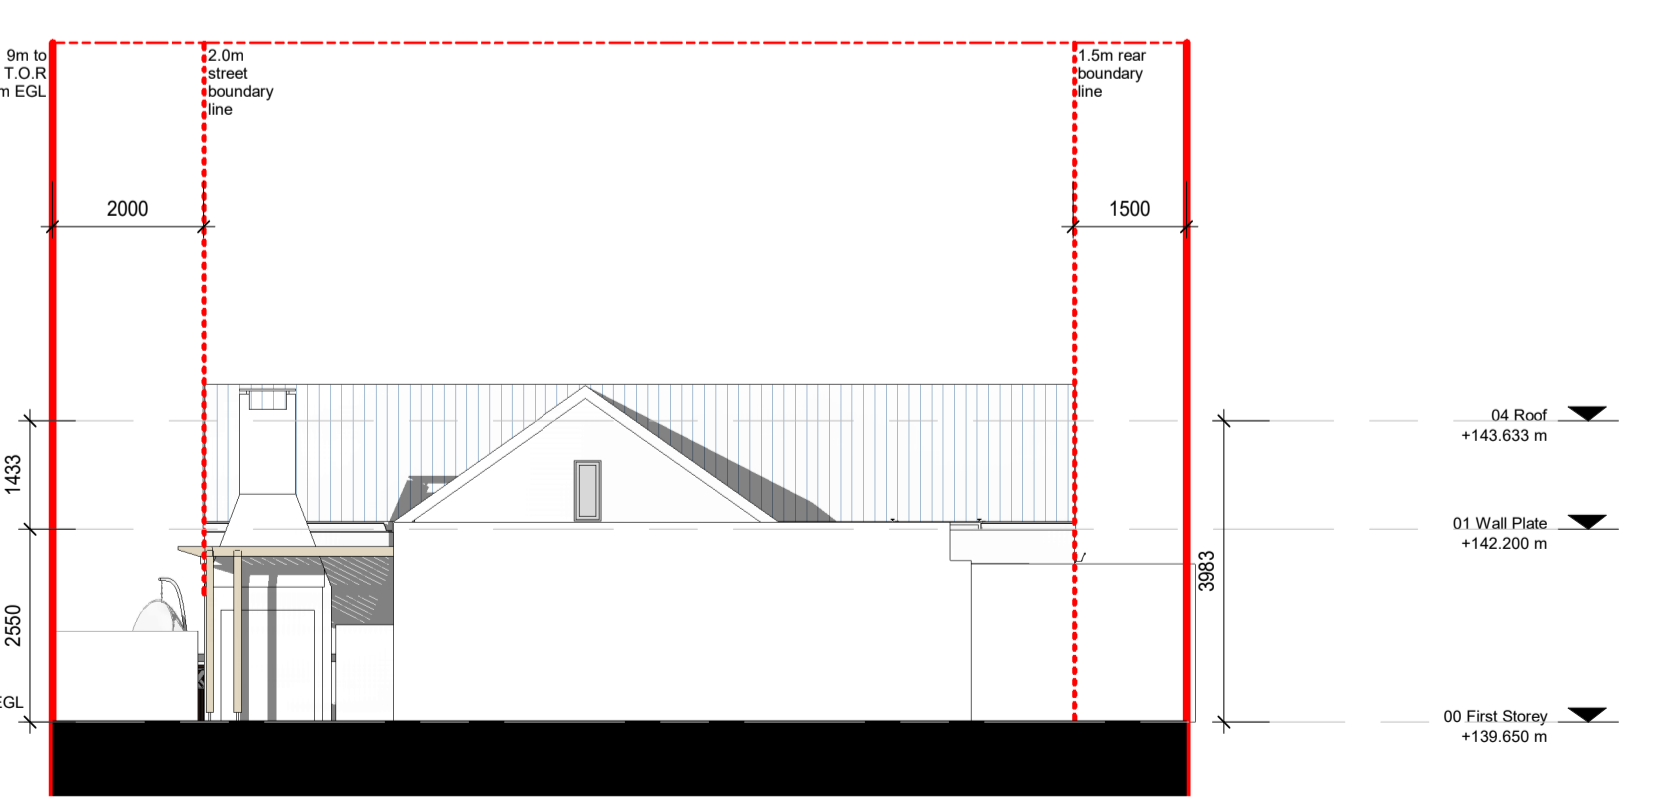 9m to
T.O.R
m EGL
2.0m
street
boundary
line
1.5m rear
boundary
line
2000
1500
04 Roof
+143.633 m
1433
01 Wall Plate
+142.200 m
3983
2550
EGL
00 First Storey
+139.650 m